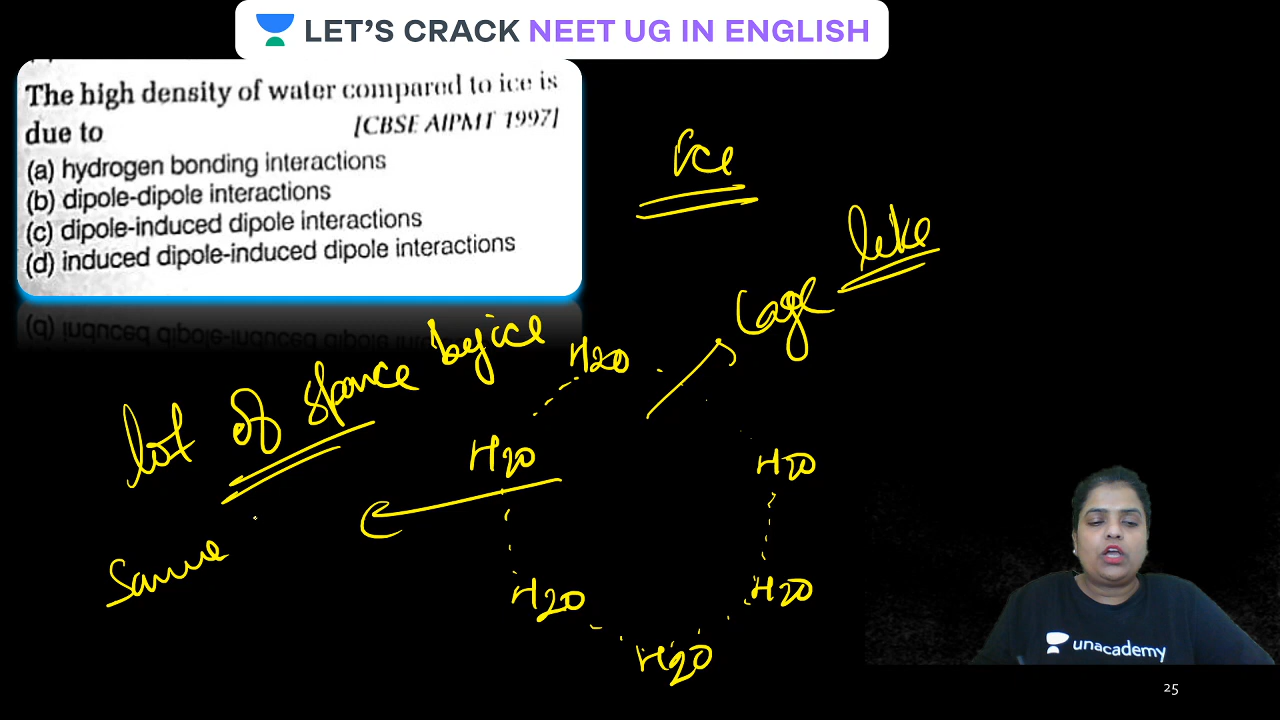 LET'S CRACK NEET UG IN ENGLISH
The high density of water compared to ice is
due to
[CBSE AIPMT 1997]
(a) hydrogen bonding interactions
(b) dipole-dipole interactions
(c) dipole-induced dipole interactions
(d) induced dipole-induced dipole interactions
Ice
Cage like
lot of space by ice
H2O
H2O
H2O
H2O
H2O
H2O
Same
unacademy
25